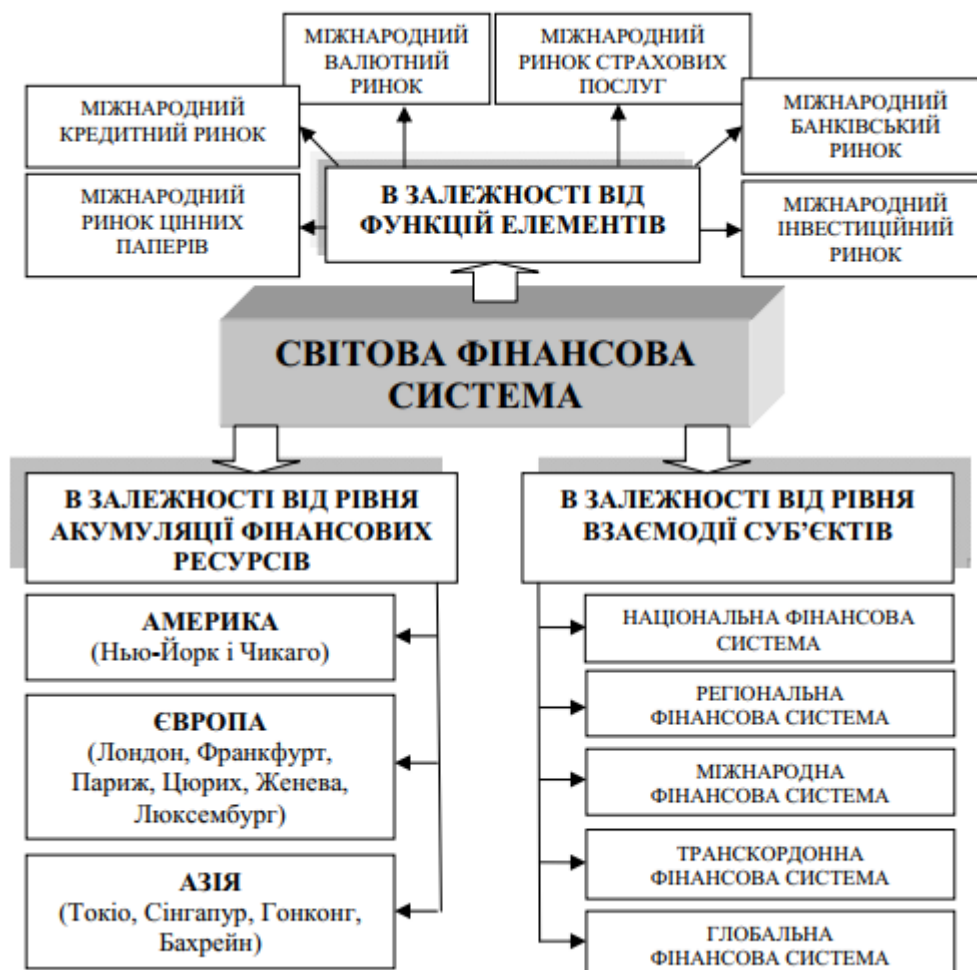 МІЖНАРОДНИЙ
ВАЛЮТНИЙ
РИНОК
МІЖНАРОДНИЙ
РИНОК СТРАХОВИХ
ПОСЛУГ
МІЖНАРОДНИЙ
КРЕДИТНИЙ РИНОК
МІЖНАРОДНИЙ
БАНКІВСЬКИЙ
РИНОК
МІЖНАРОДНИЙ
РИНОК ЦІННИХ
ПАПЕРІВ
В ЗАЛЕЖНОСТІ ВІД
ФУНКЦІЙ ЕЛЕМЕНТІВ
МІЖНАРОДНИЙ
ІНВЕСТИЦІЙНИЙ
РИНОК
СВІТОВА ФІНАНСОВА
СИСТЕМА
В ЗАЛЕЖНОСТІ ВІД РІВНЯ
АКУМУЛЯЦІЇ ФІНАНСОВИХ
РЕСУРСІВ
АМЕРИКА
(Нью-Йорк і Чикаго)
ЄВРОПА
(Лондон, Франкфурт,
Париж, Цюрих, Женева,
Люксембург)
АЗІЯ
(Токіо, Сінгапур, Гонконг,
Бахрейн)
В ЗАЛЕЖНОСТІ ВІД РІВНЯ
ВЗАЄМОДІЇ СУБ’ЄКТІВ
НАЦІОНАЛЬНА ФІНАНСОВА
СИСТЕМА
РЕГІОНАЛЬНА
ФІНАНСОВА СИСТЕМА
МІЖНАРОДНА
ФІНАНСОВА СИСТЕМА
ТРАНСКОРДОННА
ФІНАНСОВА СИСТЕМА
ГЛОБАЛЬНА
ФІНАНСОВА СИСТЕМА